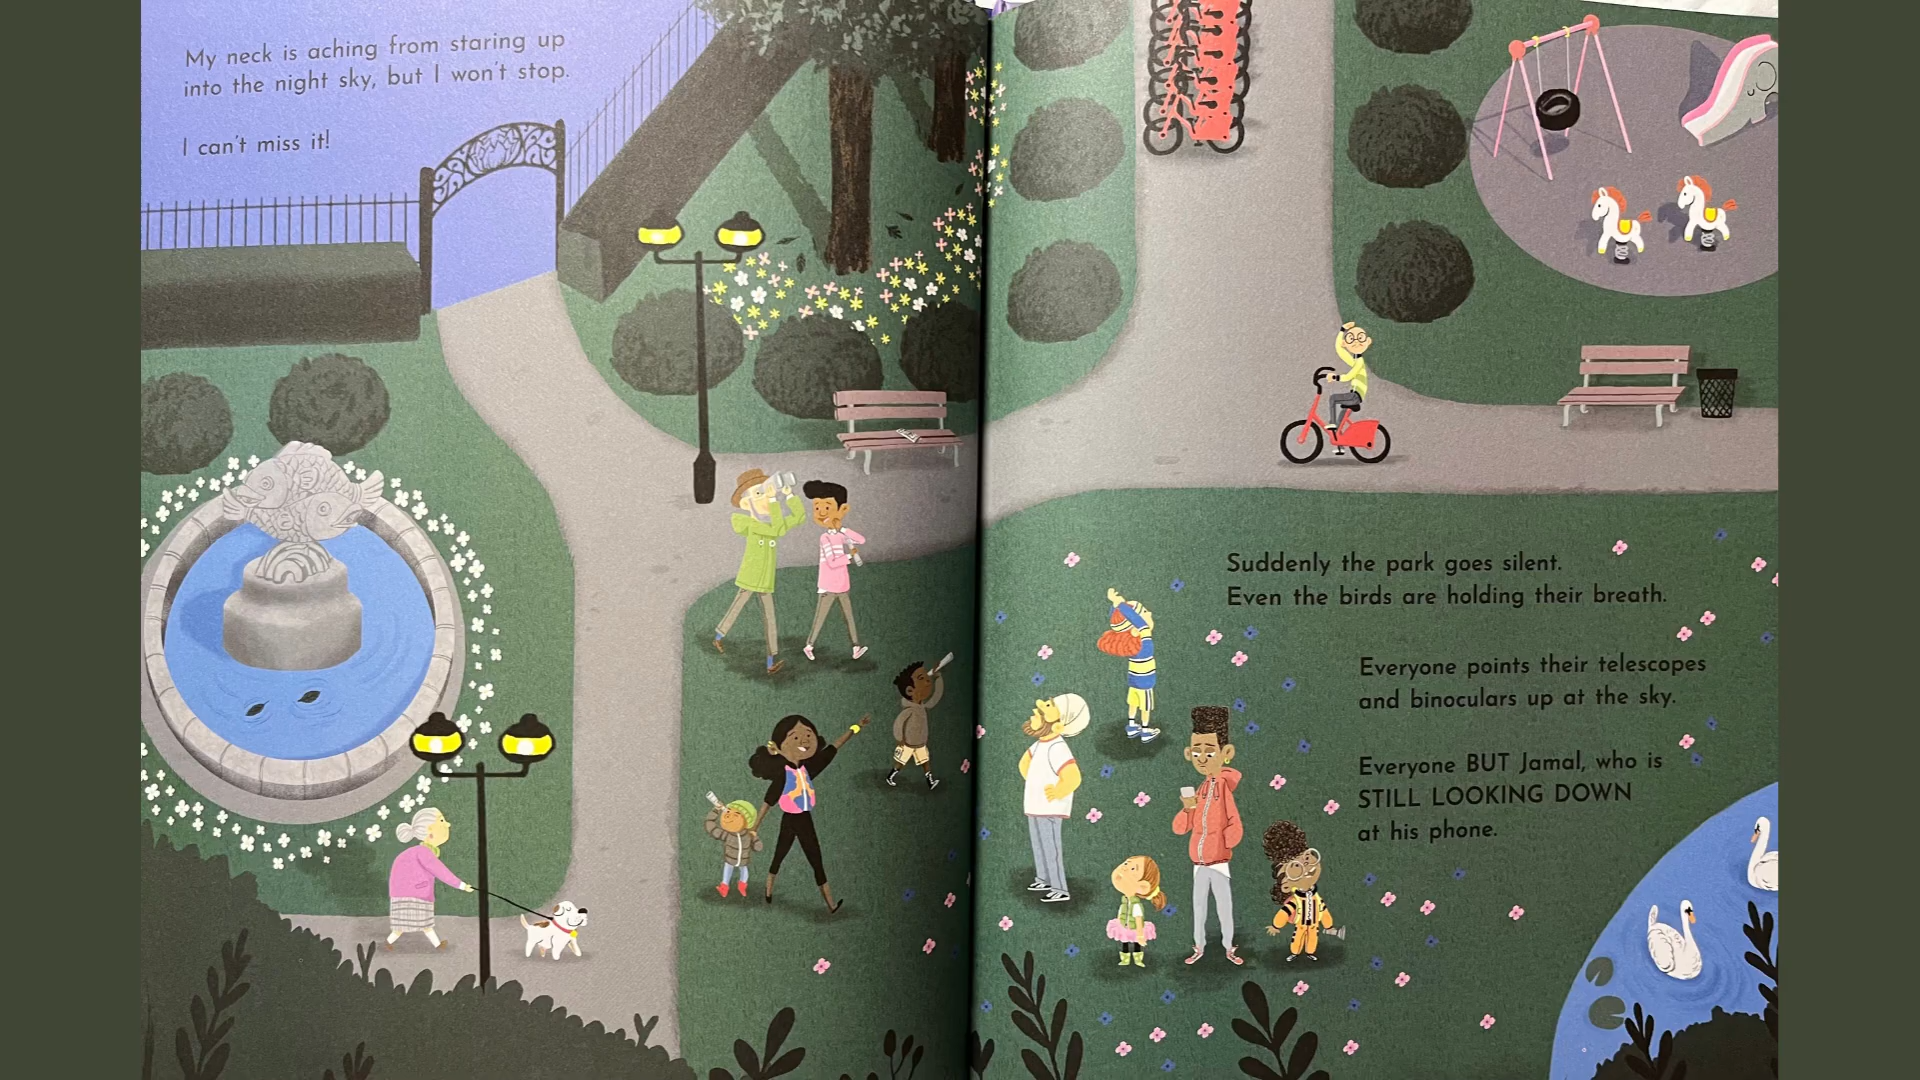 My neck is aching from staring up
into the night sky, but I won't stop.
I can't miss it!
Suddenly the park goes silent.
Even the birds are holding their breath.
Everyone points their telescopes
and binoculars up at the sky.
Everyone BUT Jamal, who is
STILL LOOKING DOWN
at his phone.